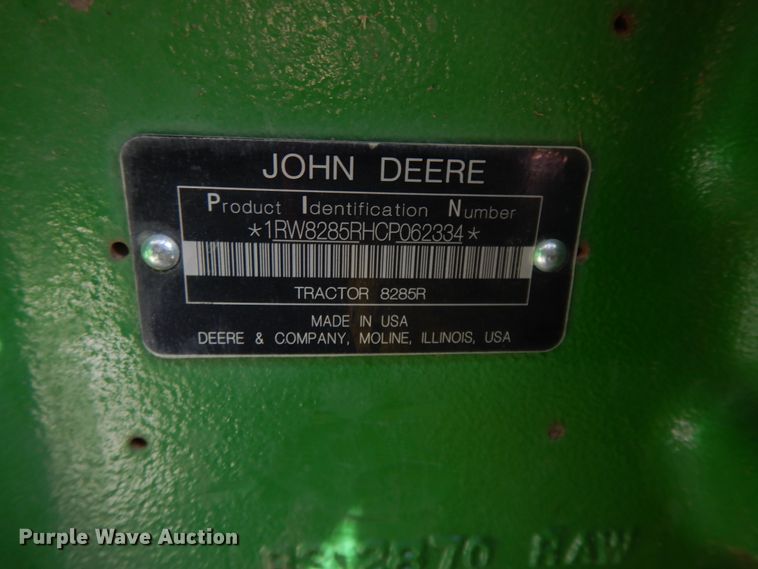 JOHN DEERE
Product Identification Number
*1RW8285RHCP062334*
TRACTOR 8285R
MADE IN USA
DEERE & COMPANY, MOLINE, ILLINOIS, USA
RAW
Purple Wave Auction